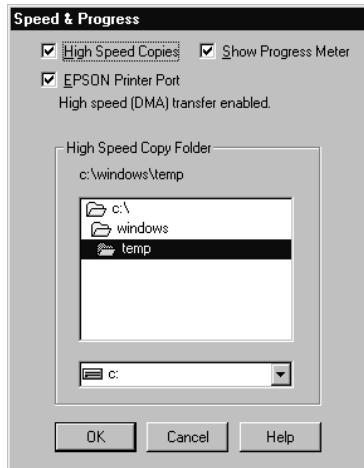 Speed & Progress
High Speed Copies Show Progress Meter
EPSON Printer Port
High speed (DMA) transfer enabled.
High Speed Copy Folder
c:\windows\temp
c:\
windows
temp
c:
OK Cancel Help